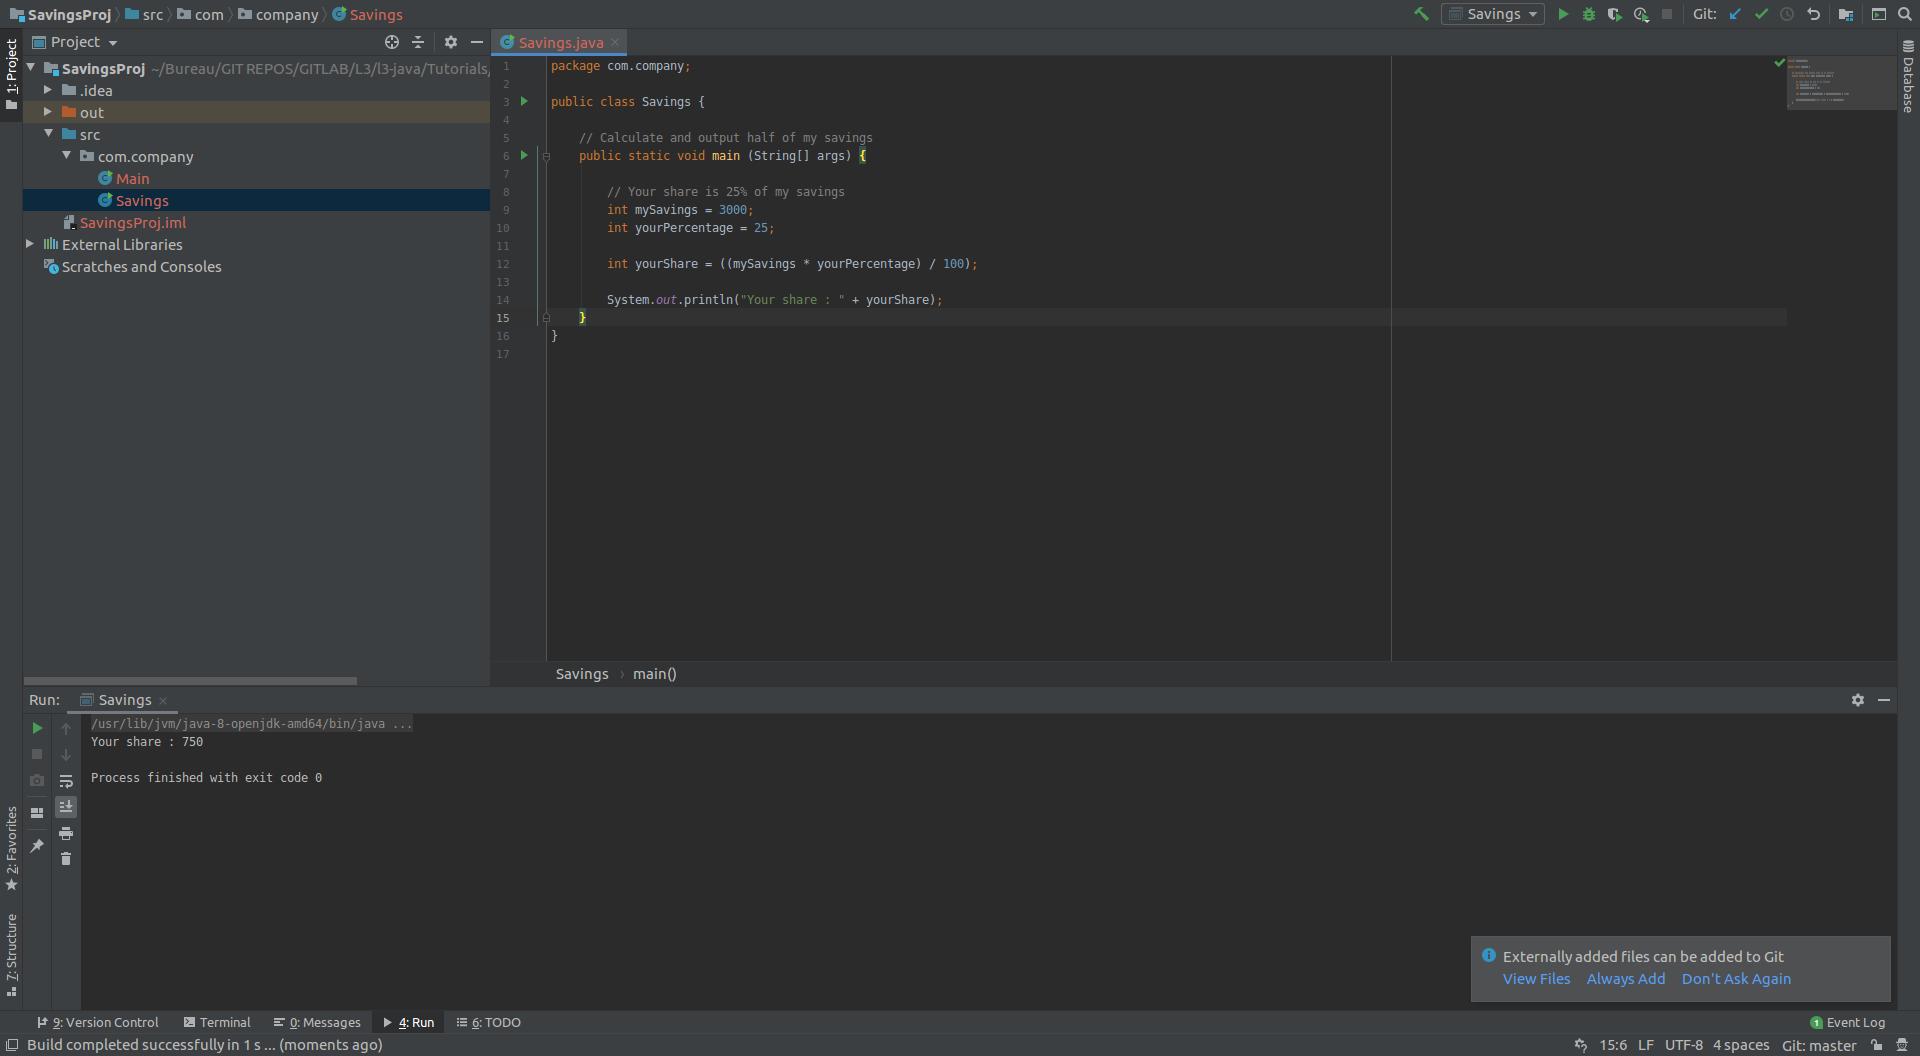 SavingsProj src com company Savings
Savings Git:
1: Project
Project
Savings.java
Database
SavingsProj ~/Bureau/GIT REPOS/GITLAB/L3/l3-java/Tutorials/
.idea
out
src
com.company
Main
Savings
SavingsProj.iml
External Libraries
Scratches and Consoles
1 package com.company;
2
3 public class Savings {
4
5 // Calculate and output half of my savings
6 public static void main (String[] args) {
7
8 // Your share is 25% of my savings
9 int mySavings = 3000;
10 int yourPercentage = 25;
11
12 int yourShare = ((mySavings * yourPercentage) / 100);
13
14 System.out.println("Your share : " + yourShare);
15 }
16 }
17
Savings main()
Run: Savings
/usr/lib/jvm/java-8-openjdk-amd64/bin/java ...
Your share : 750
Process finished with exit code 0
2: Favorites
7: Structure
Externally added files can be added to Git
View Files Always Add Don't Ask Again
9: Version Control Terminal 0: Messages 4: Run 6: TODO
1 Event Log
Build completed successfully in 1 s ... (moments ago)
15:6 LF UTF-8 4 spaces Git: master